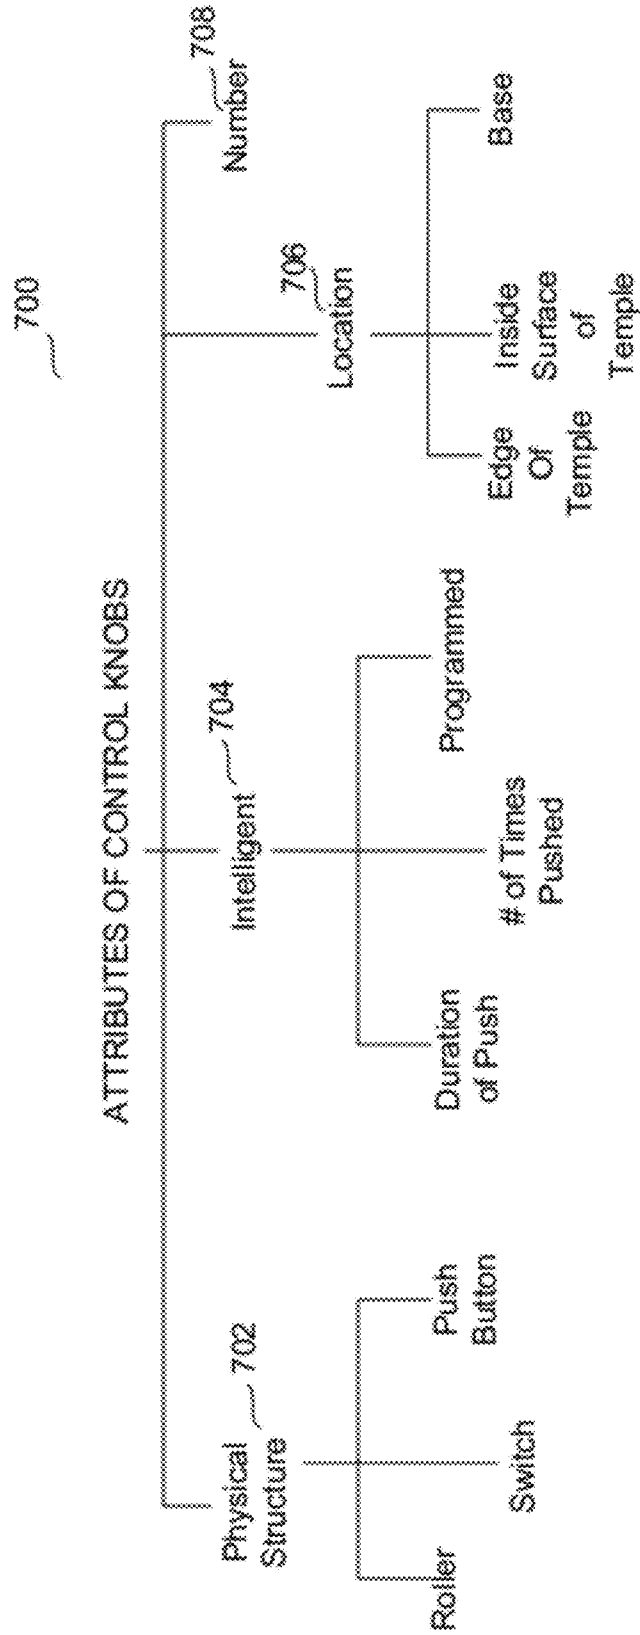 700
ATTRIBUTES OF CONTROL KNOBS
Physical
Structure
702
Roller
Switch
Push
Button
Intelligent
704
Duration
of Push
# of Times
Pushed
Programmed
Location
706
Edge
Of
Temple
Inside
Surface
of
Temple
Base
Number
708